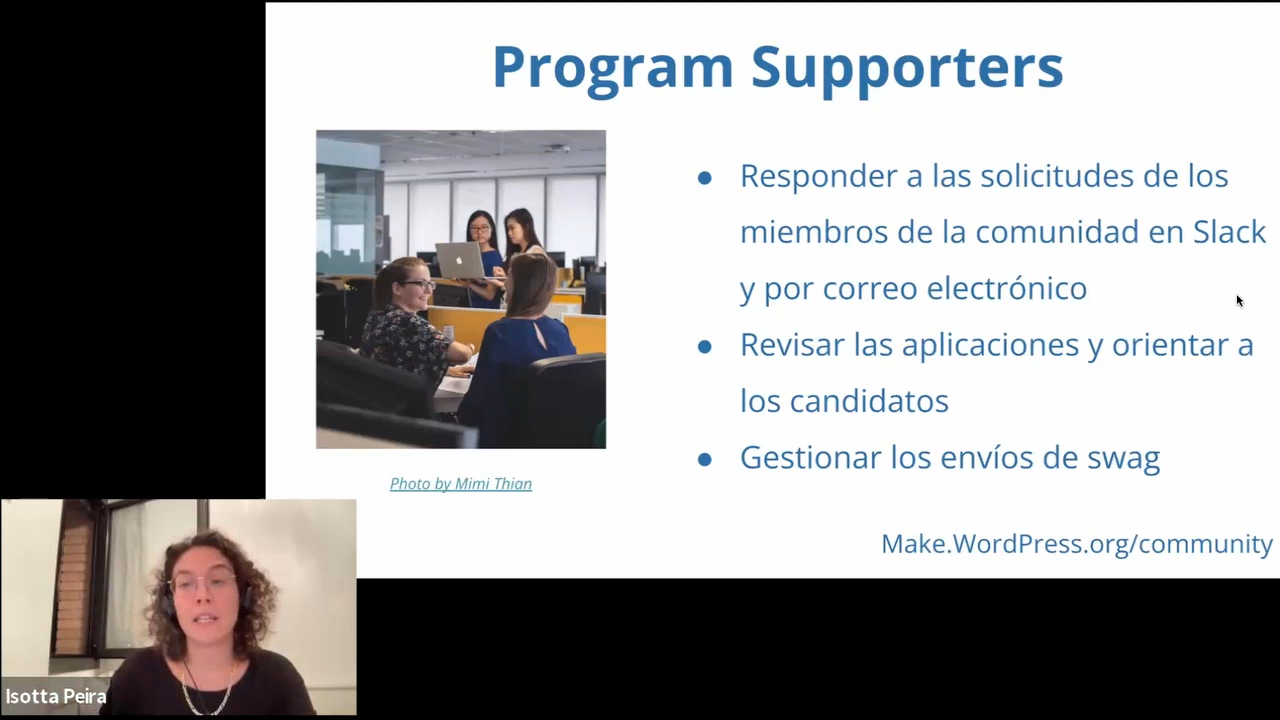 Program Supporters
● Responder a las solicitudes de los
miembros de la comunidad en Slack
y por correo electrónico
● Revisar las aplicaciones y orientar a
los candidatos
● Gestionar los envíos de swag
Photo by Mimi Thian
Make.WordPress.org/community
Isotta Peira